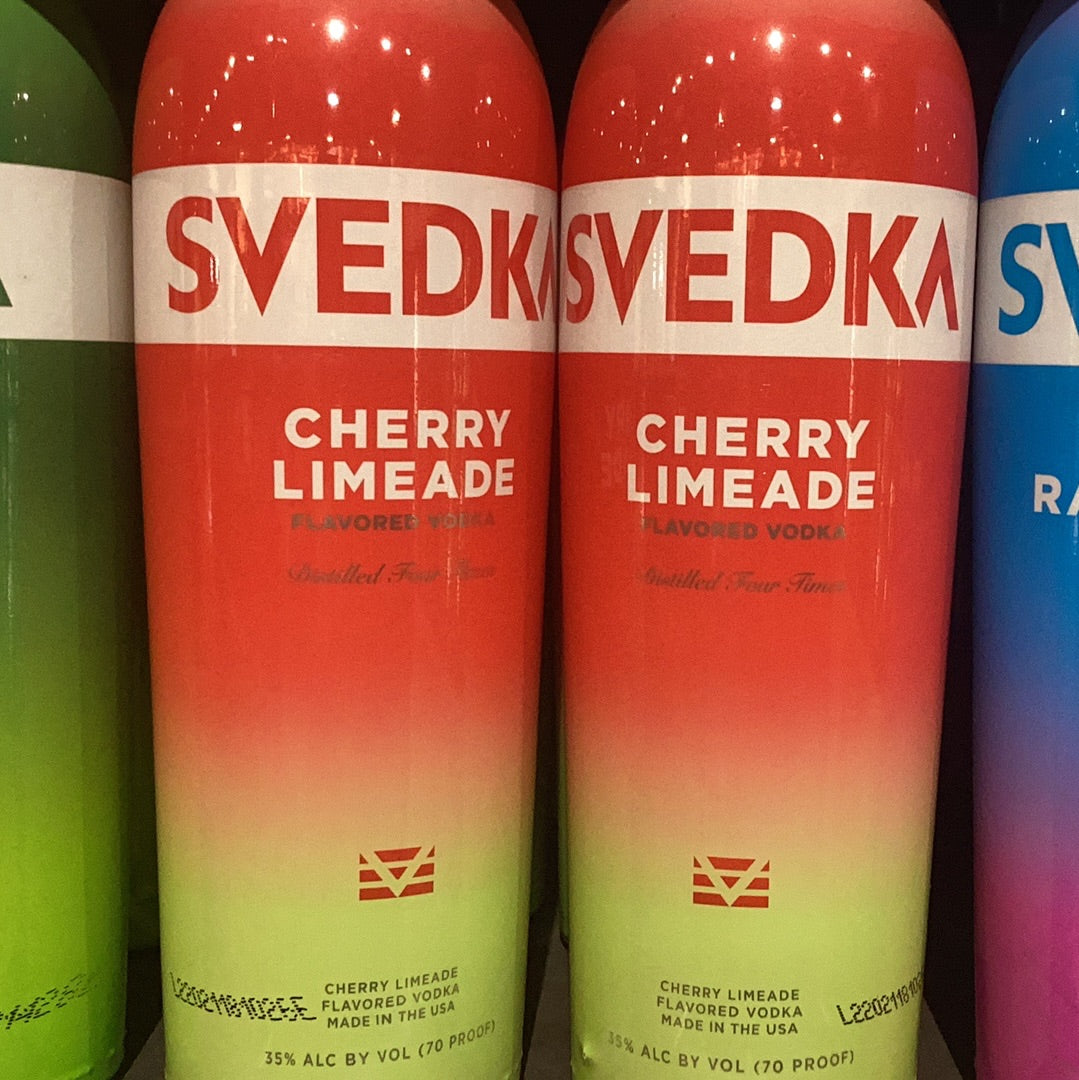 SVEDKA
CHERRY
LIMEADE
FLAVORED VODKA
Distilled Four Times
CHERRY LIMEADE
FLAVORED VODKA
MADE IN THE USA
35% ALC BY VOL (70 PROOF)
SVEDKA
CHERRY
LIMEADE
FLAVORED VODKA
Distilled Four Times
CHERRY LIMEADE
FLAVORED VODKA
MADE IN THE USA
35% ALC BY VOL (70 PROOF)
SV
RA